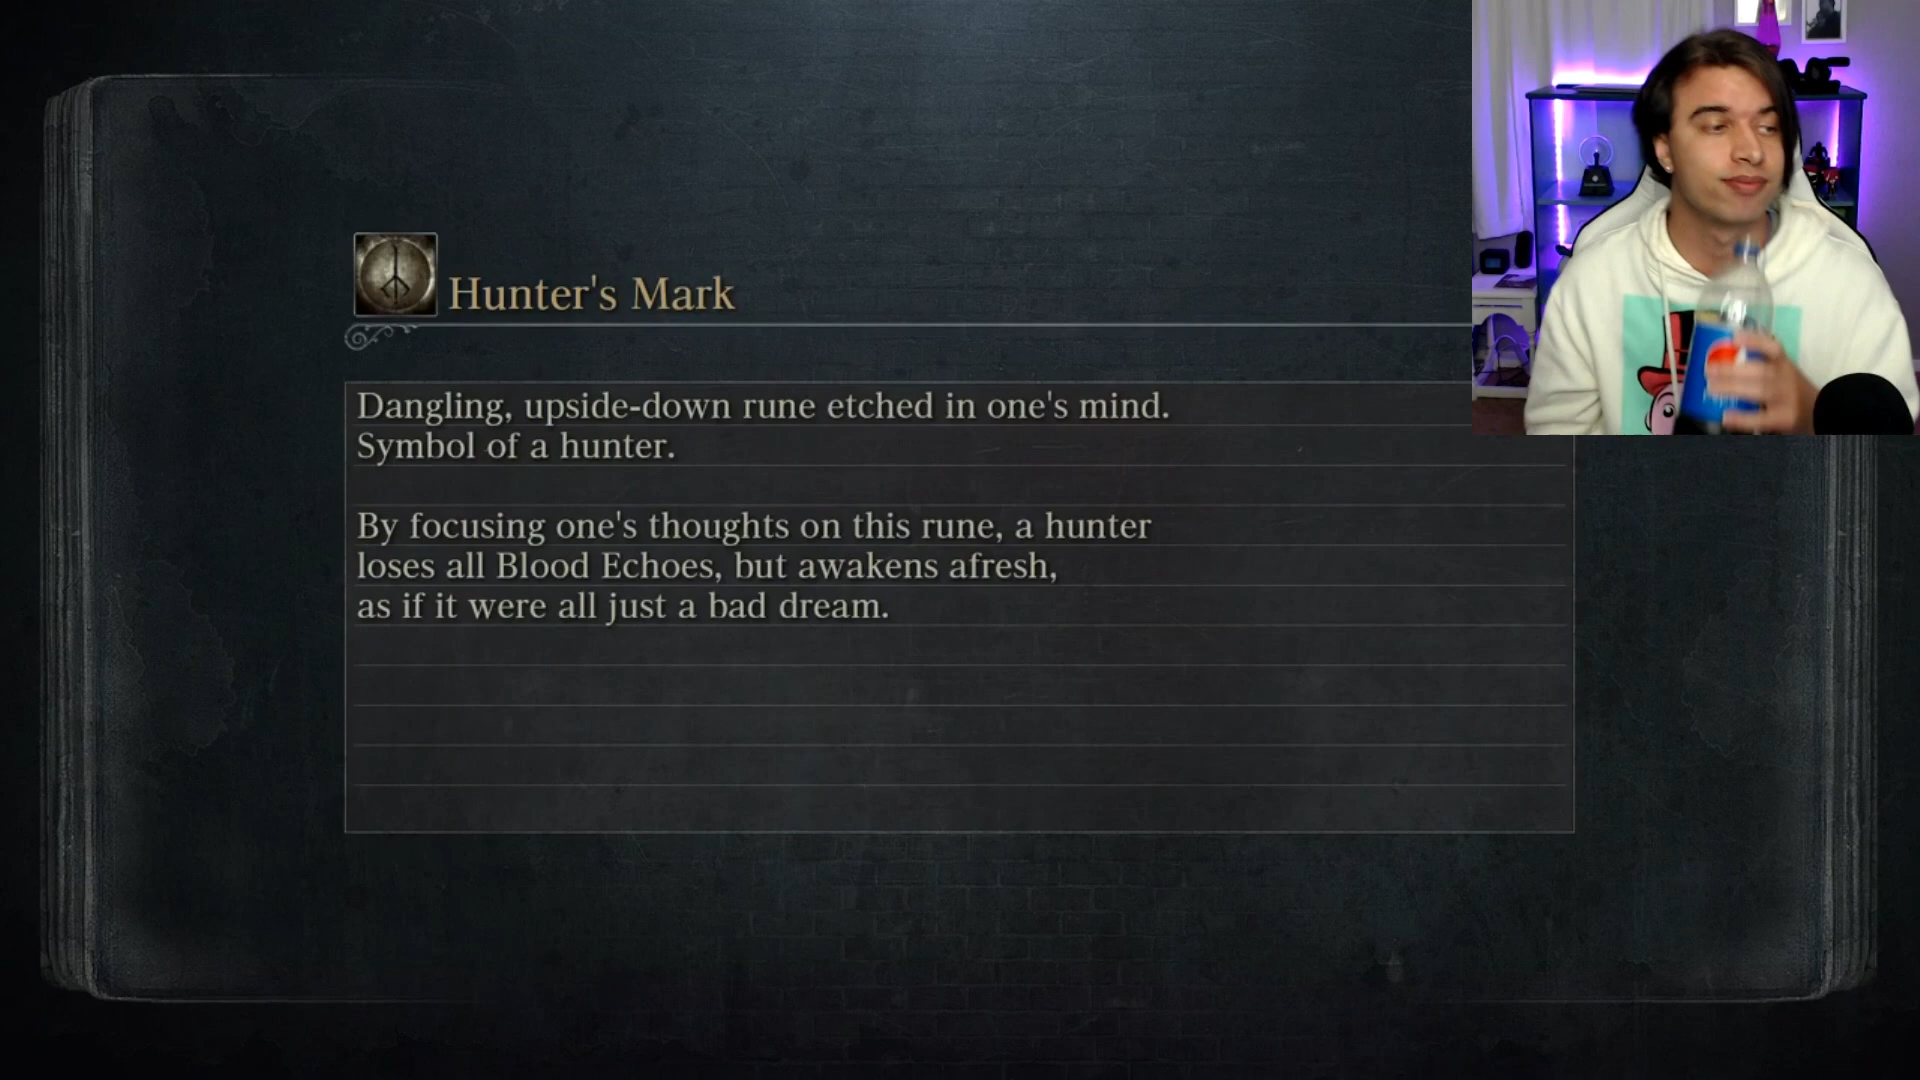 Hunter's Mark
Dangling, upside-down rune etched in one's mind.
Symbol of a hunter.
By focusing one's thoughts on this rune, a hunter
loses all Blood Echoes, but awakens afresh,
as if it were all just a bad dream.